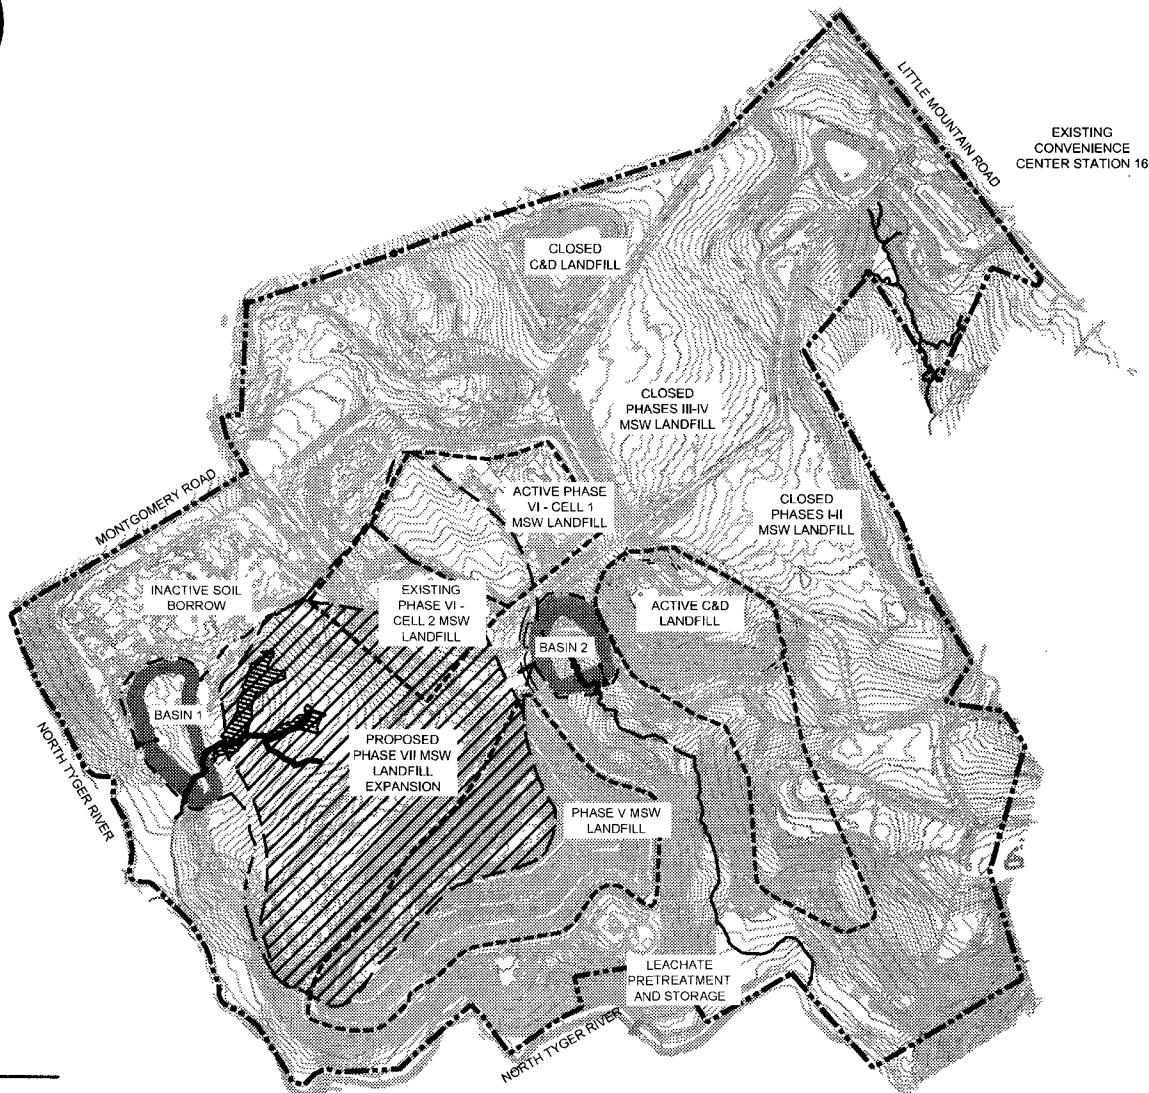 LITTLE MOUNTAIN ROAD
EXISTING
CONVENIENCE
CENTER STATION 16
CLOSED
C&D LANDFILL
CLOSED
PHASES III-IV
MSW LANDFILL
MONTGOMERY ROAD
ACTIVE PHASE
VI - CELL 1
MSW LANDFILL
CLOSED
PHASES I-II
MSW LANDFILL
INACTIVE SOIL
BORROW
EXISTING
PHASE VI -
CELL 2 MSW
LANDFILL
ACTIVE C&D
LANDFILL
BASIN 2
BASIN 1
NORTH TYGER RIVER
PROPOSED
PHASE VII MSW
LANDFILL
EXPANSION
PHASE V MSW
LANDFILL
LEACHATE
PRETREATMENT
AND STORAGE
NORTH TYGER RIVER